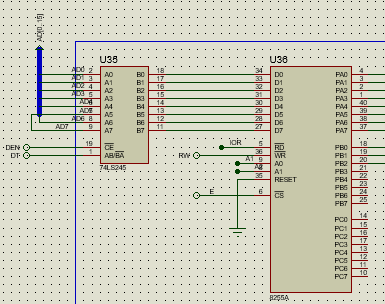 AD[0..15]
U35
U36
AD0 2 A0 B0 18 34 D0 PA0 4
AD1 3 A1 B1 17 33 D1 PA1 3
AD2 4 A2 B2 16 32 D2 PA2 2
AD3 5 A3 B3 15 31 D3 PA3 1
AD4 6 A4 B4 14 30 D4 PA4 40
AD5 7 A5 B5 13 29 D5 PA5 39
AD6 8 A6 B6 12 28 D6 PA6 38
AD7 9 A7 B7 11 27 D7 PA7 37
DEN 19 CE IOR 5 RD PB0 18
DT 1 AB/BA RW 36 WR PB1 19
74LS245 A1 9 A0 PB2 20
A2 8 A1 PB3 21
35 RESET PB4 22
PB5 23
E 6 CS PB6 24
PB7 25
PC0 14
PC1 15
PC2 16
PC3 17
PC4 13
PC5 12
PC6 11
PC7 10
8255A